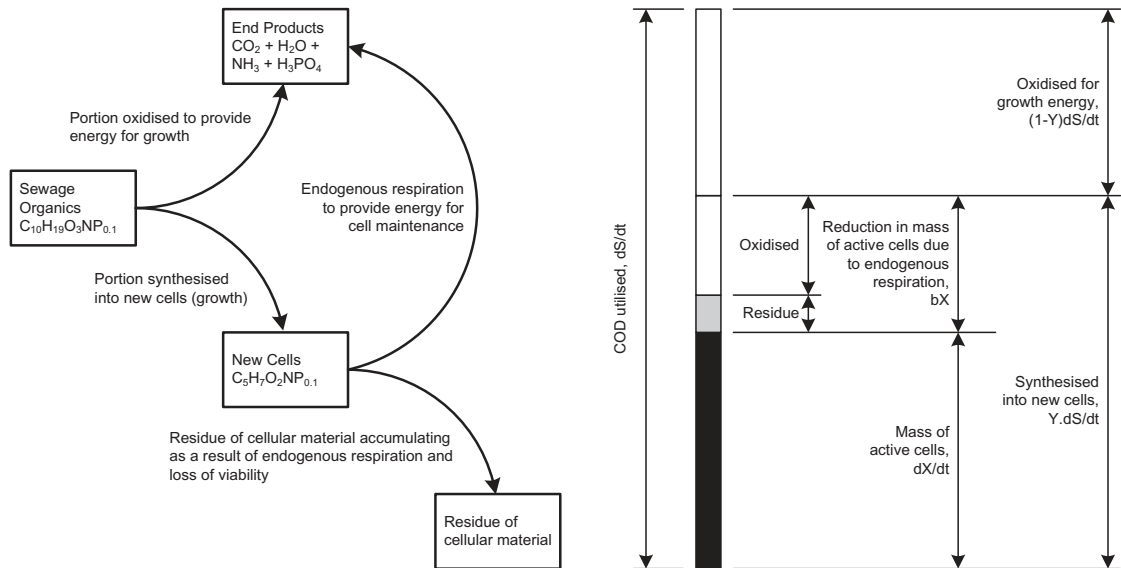 End Products
CO₂ + H₂O +
NH₃ + H₃PO₄
Portion oxidised to provide
energy for growth
Sewage
Organics
C₁₀H₁₉O₃NP₀.₁
Endogenous respiration
to provide energy for
cell maintenance
Portion synthesised
into new cells (growth)
New Cells
C₅H₇O₂NP₀.₁
Residue of cellular material accumulating
as a result of endogenous respiration and
loss of viability
Residue of
cellular material
COD utilised, dS/dt
Oxidised for
growth energy,
(1-Y)dS/dt
Oxidised
Residue
Reduction in mass
of active cells due
to endogenous
respiration,
bX
Synthesised
into new cells,
Y.dS/dt
Mass of
active cells,
dX/dt